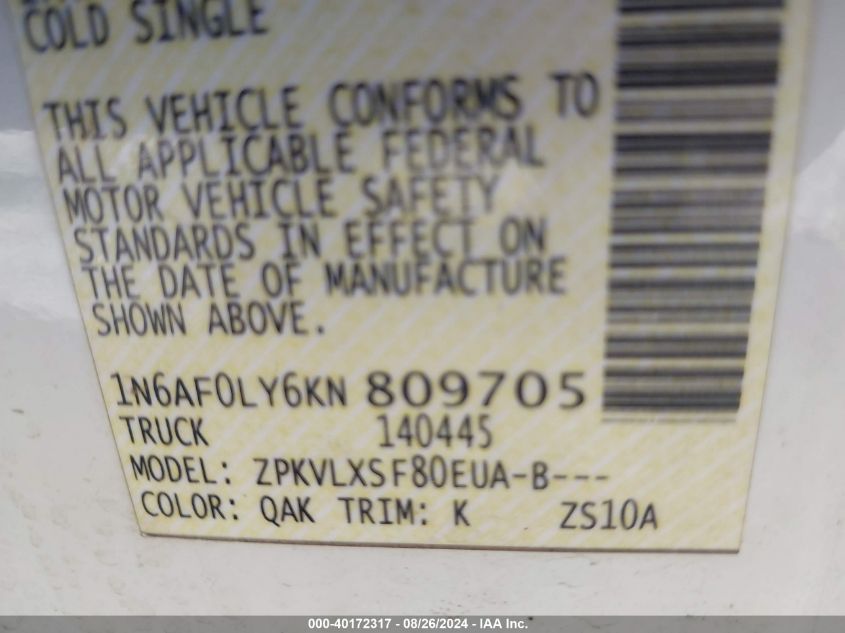 COLD SINGLE
THIS VEHICLE CONFORMS TO
ALL APPLICABLE FEDERAL
MOTOR VEHICLE SAFETY
STANDARDS IN EFFECT ON
THE DATE OF MANUFACTURE
SHOWN ABOVE.
1N6AF0LY6KN 809705
TRUCK 140445
MODEL: ZPKVLXSF80EUA-B---
COLOR: QAK TRIM: K ZS10A
000-40172317 - 08/26/2024 - IAA Inc.